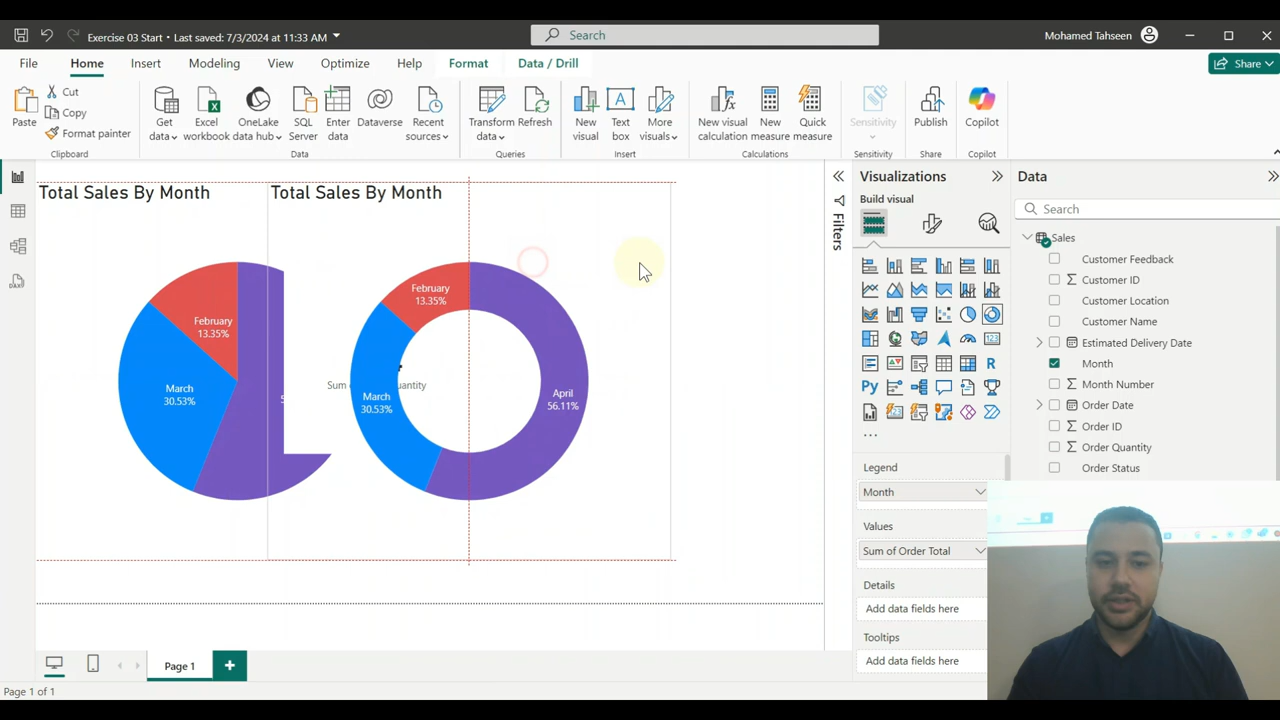 Exercise 03 Start • Last saved: 7/3/2024 at 11:33 AM
Search
Mohamed Tahseen
File
Home
Insert
Modeling
View
Optimize
Help
Format
Data / Drill
Share
Paste
Cut
Copy
Format painter
Clipboard
Get data
Excel workbook
OneLake data hub
SQL Server
Enter data
Dataverse
Recent sources
Data
Transform data
Refresh
Queries
New visual
Text box
More visuals
Insert
New visual calculation
New measure
Quick measure
Calculations
Sensitivity
Sensitivity
Publish
Share
Copilot
Copilot
Total Sales By Month
Total Sales By Month
February
13.35%
March
30.53%
February
13.35%
March
30.53%
April
56.11%
Filters
Visualizations
Build visual
R
Py
123
Legend
Month
Values
Sum of Order Total
Details
Add data fields here
Tooltips
Add data fields here
Data
Search
Sales
Customer Feedback
Customer ID
Customer Location
Customer Name
Estimated Delivery Date
Month
Month Number
Order Date
Order ID
Order Quantity
Order Status
Page 1
Page 1 of 1